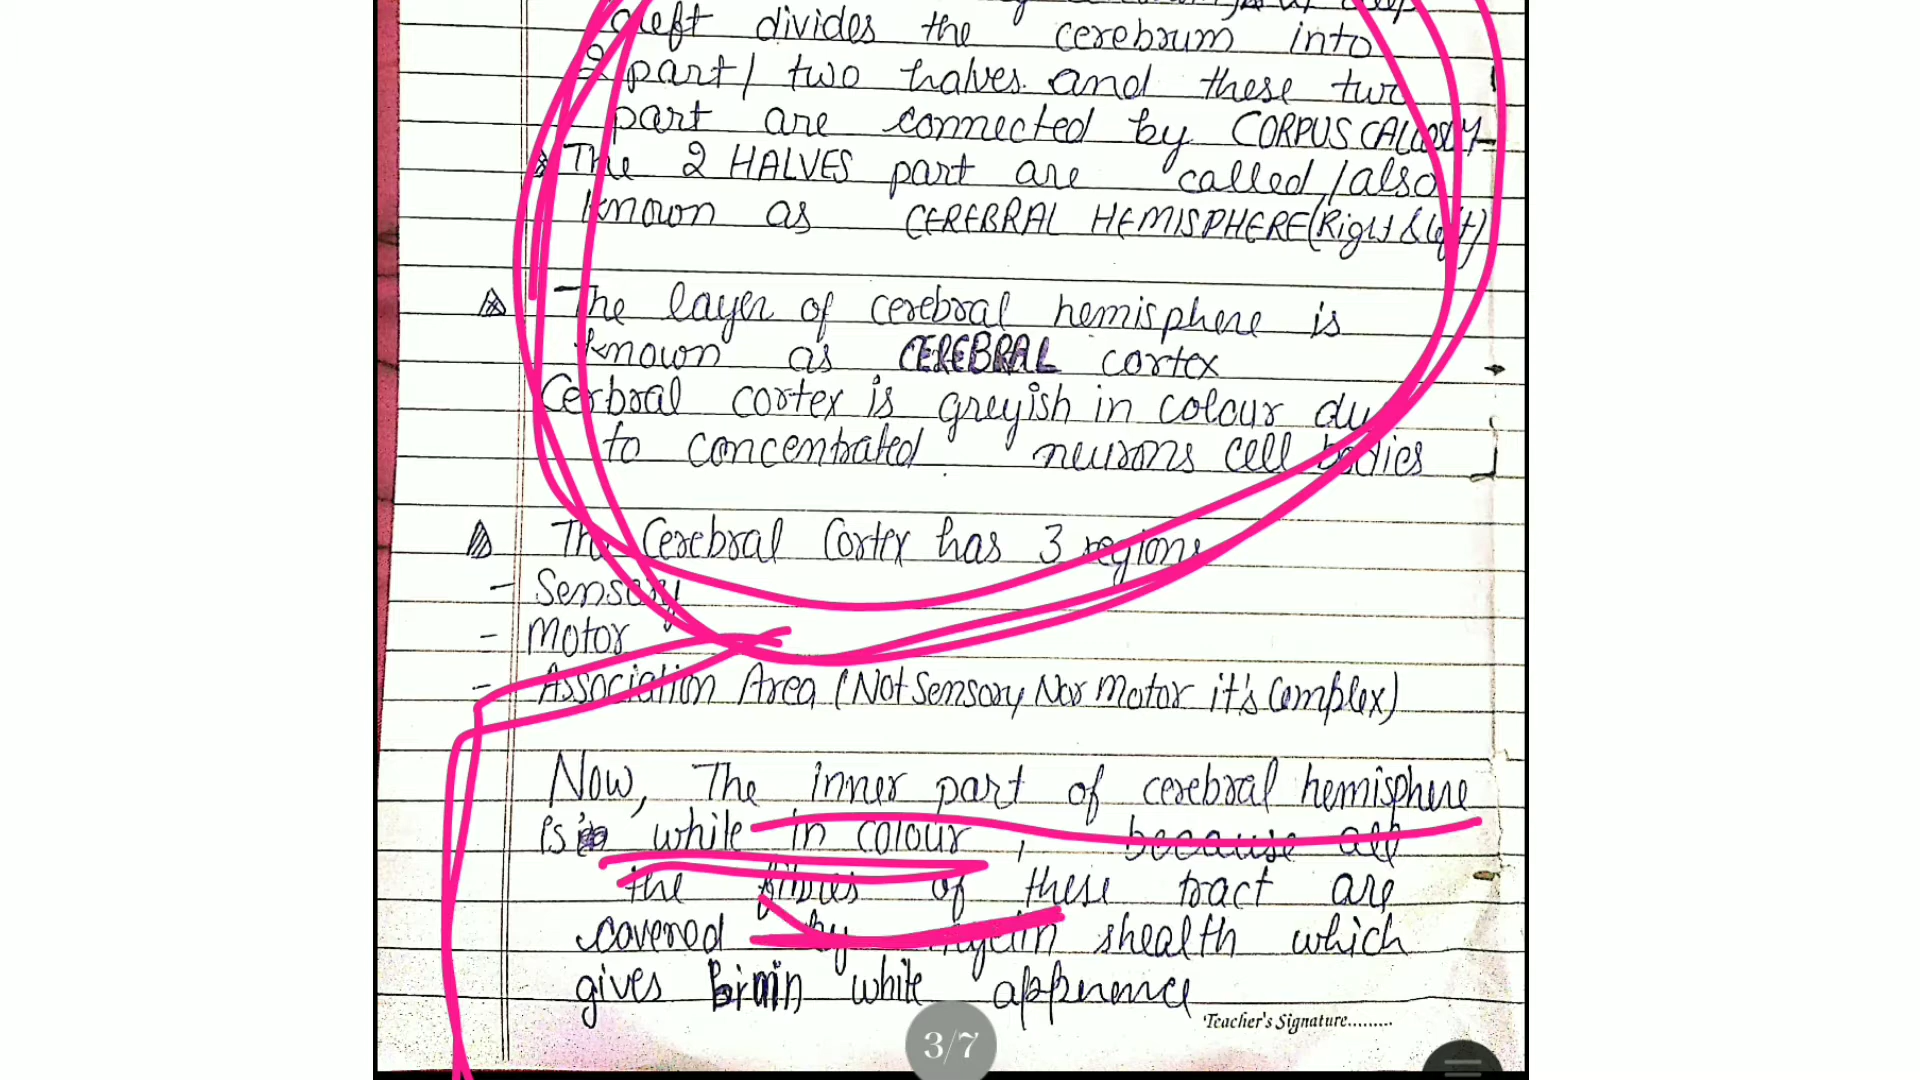 cleft divides the cerebrum into
2 part/ two halves and these two
part are connected by CORPUS CALLOSUM
The 2 HALVES part are called/also
known as CEREBRAL HEMISPHERE(Right & left)
The layer of cerebral hemisphere is
known as CEREBRAL cortex
Cerbral cortex is greyish in colour due
to concentrated neurons cell bodies
The Cerebral Cortex has 3 regions
- Sensory
- Motor
- Association Area (Not Sensory Nor Motor it's Complex)
Now, The inner part of cerebral hemisphere
is while in colour, because all
the fibres of these tract are
covered by myelin shealth which
gives white
Teacher's Signature.........
3/7